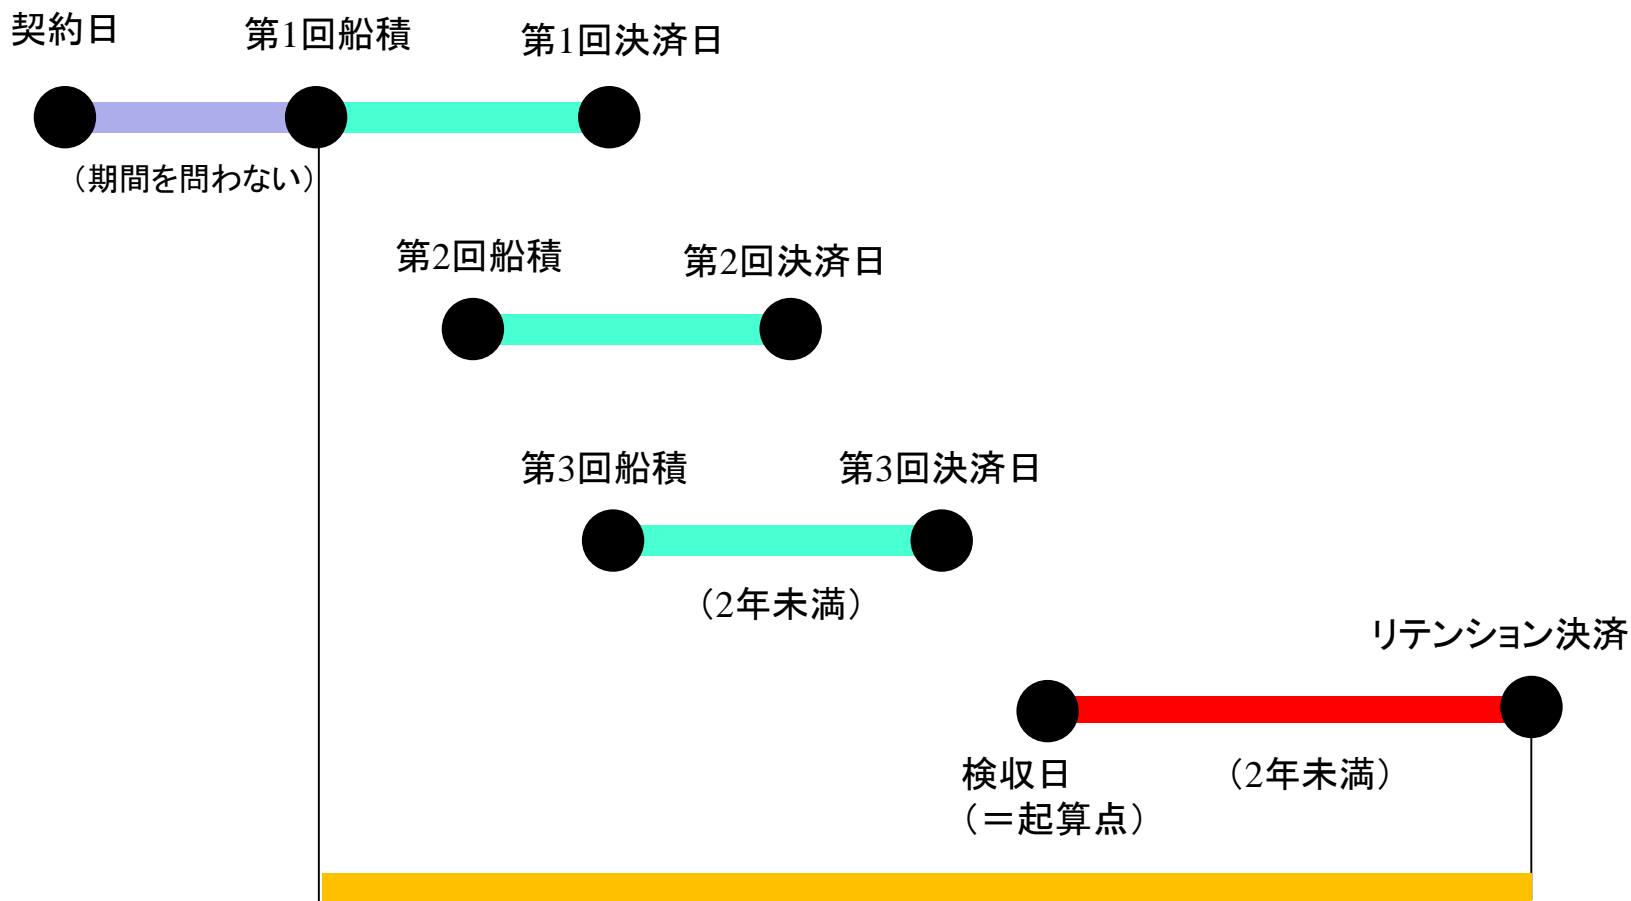 契約日
第1回船積
第1回決済日
（期間を問わない）
第2回船積
第2回決済日
第3回船積
第3回決済日
（2年未満）
リテンション決済
検収日
（＝起算点）
（2年未満）